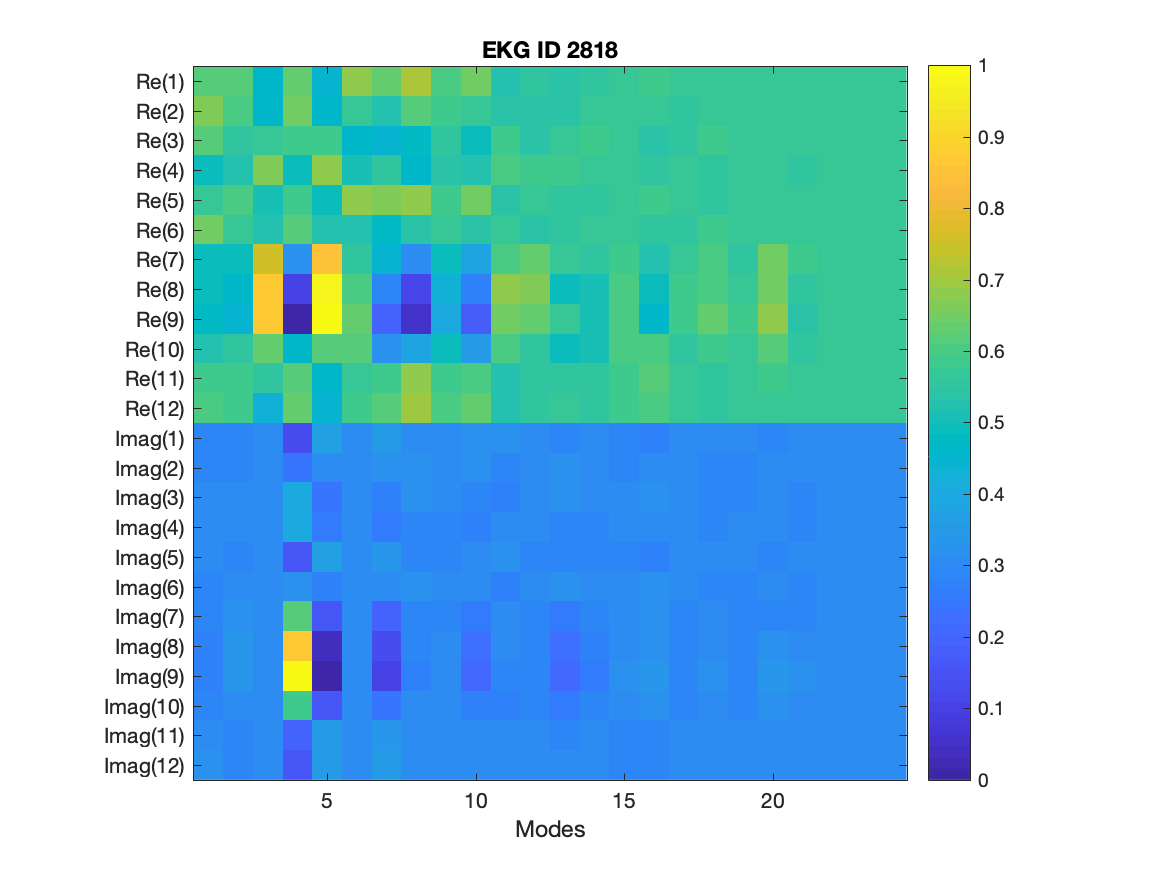 EKG ID 2818
Re(1)
Re(2)
Re(3)
Re(4)
Re(5)
Re(6)
Re(7)
Re(8)
Re(9)
Re(10)
Re(11)
Re(12)
Imag(1)
Imag(2)
Imag(3)
Imag(4)
Imag(5)
Imag(6)
Imag(7)
Imag(8)
Imag(9)
Imag(10)
Imag(11)
Imag(12)
5 10 15 20
Modes
1
0.9
0.8
0.7
0.6
0.5
0.4
0.3
0.2
0.1
0